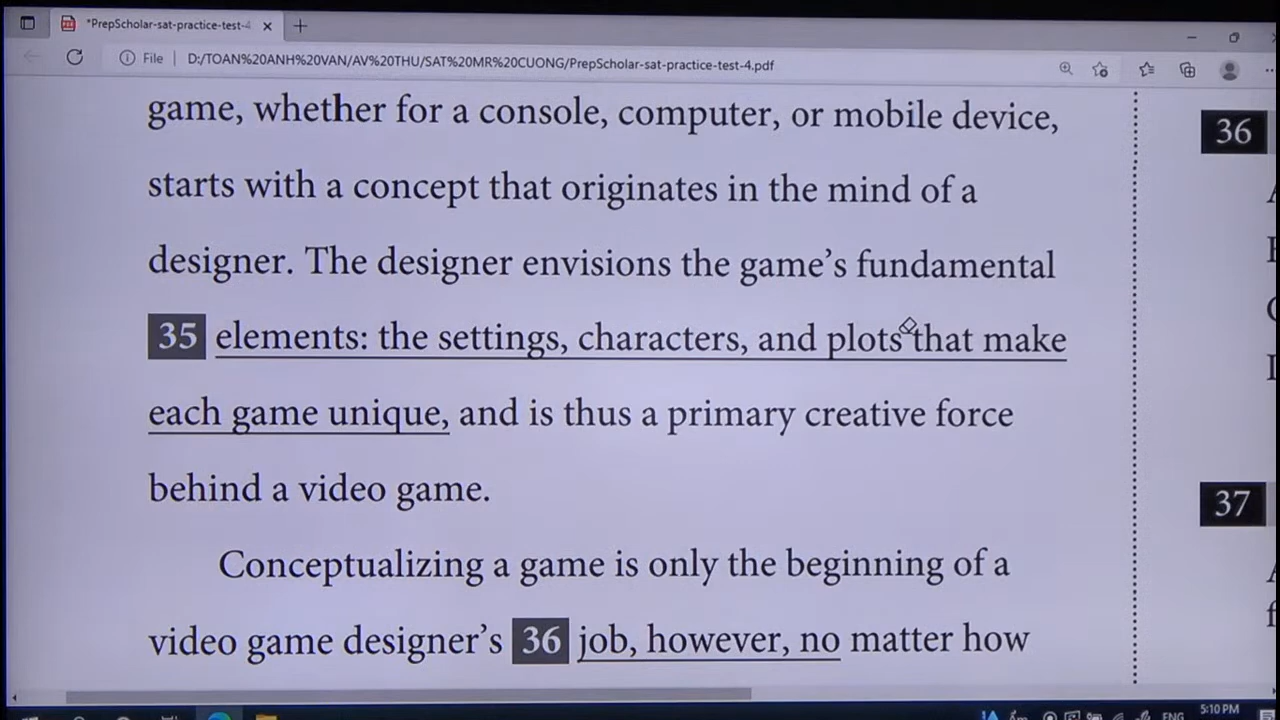 *PrepScholar-sat-practice-test-4
File | D:/TOAN%20ANH%20VAN/AV%20THU/SAT%20MR%20CUONG/PrepScholar-sat-practice-test-4.pdf
game, whether for a console, computer, or mobile device,
starts with a concept that originates in the mind of a
designer. The designer envisions the game’s fundamental
35 elements: the settings, characters, and plots that make
each game unique, and is thus a primary creative force
behind a video game.
Conceptualizing a game is only the beginning of a
video game designer’s 36 job, however, no matter how
36
37
ENG
5:10 PM